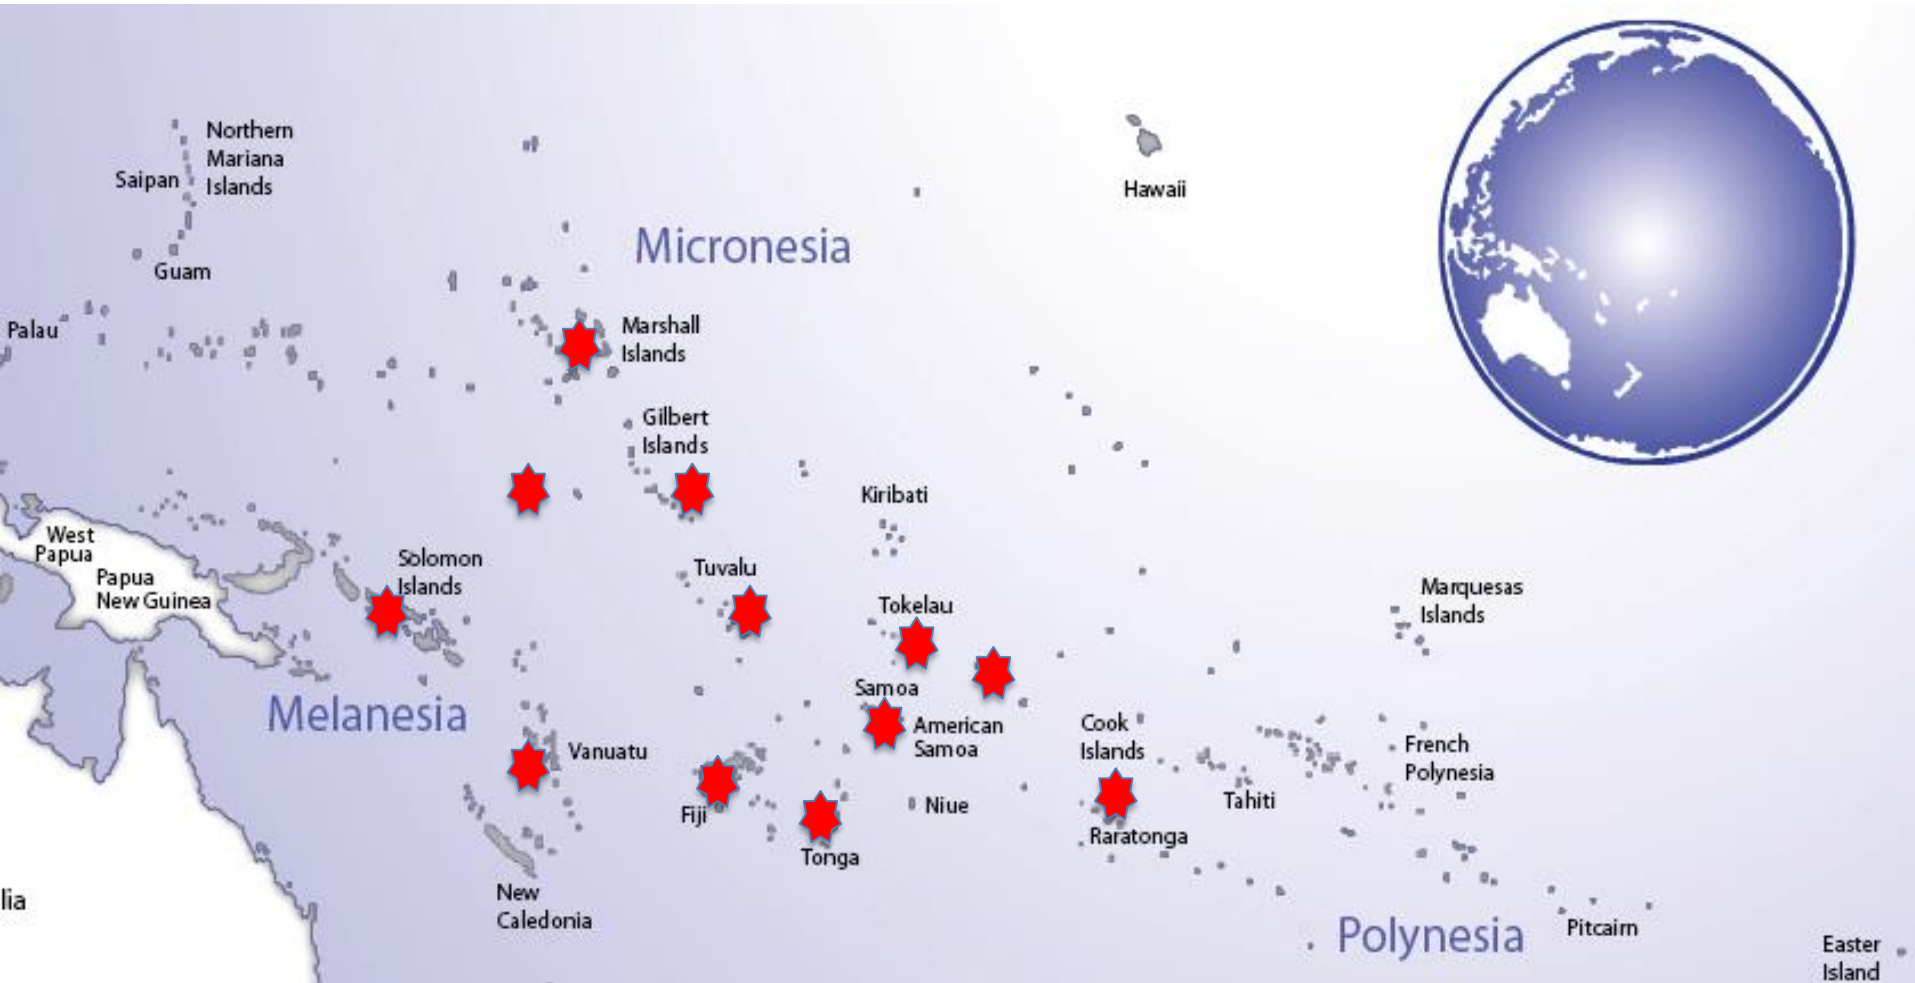 Northern
Mariana
Islands
Saipan
Guam
Hawaii
Micronesia
Palau
Marshall
Islands
Gilbert
Islands
Kiribati
West
Papua
Papua
New Guinea
Solomon
Islands
Tuvalu
Tokelau
Marquesas
Islands
Melanesia
Samoa
American
Samoa
Cook
Islands
Vanuatu
French
Polynesia
Fiji
Niue
Tahiti
Raratonga
Tonga
New
Caledonia
lia
Polynesia
Pitcairn
Easter
Island